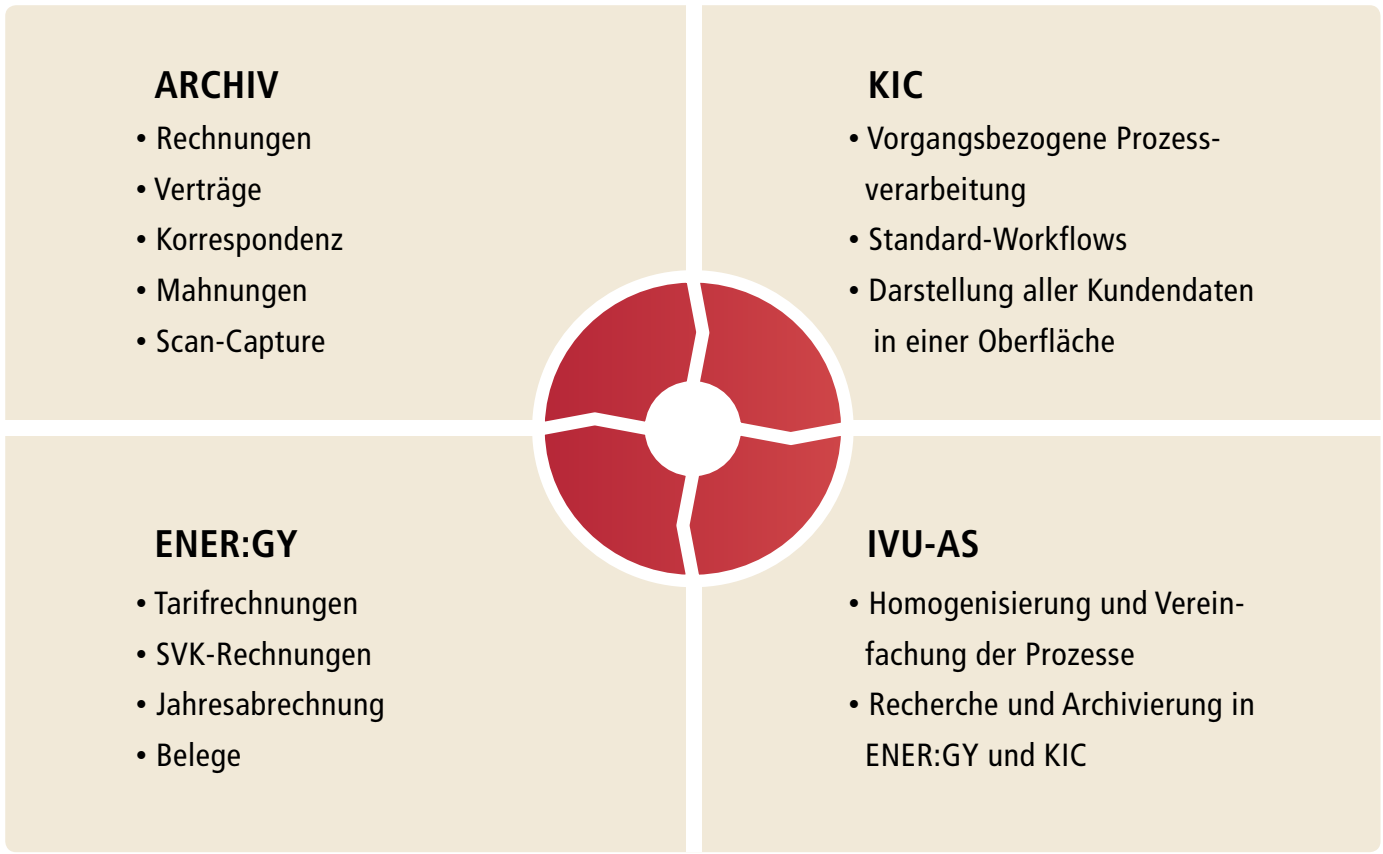 ARCHIV
• Rechnungen
• Verträge
• Korrespondenz
• Mahnungen
• Scan-Capture
KIC
• Vorgangsbezogene Prozess-
verarbeitung
• Standard-Workflows
• Darstellung aller Kundendaten
in einer Oberfläche
ENER:GY
• Tarifrechnungen
• SVK-Rechnungen
• Jahresabrechnung
• Belege
IVU-AS
• Homogenisierung und Verein-
fachung der Prozesse
• Recherche und Archivierung in
ENER:GY und KIC